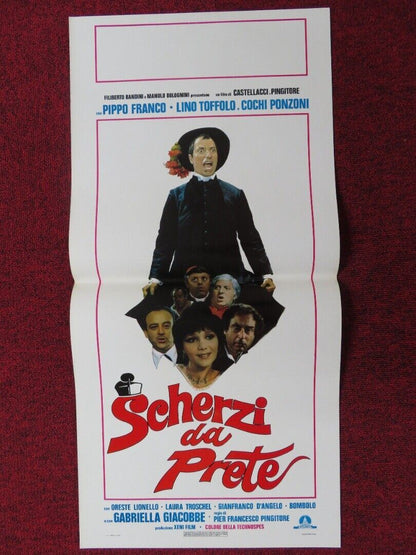 FILIBERTO BANDINI e MANOLO BOLOGNINI presentano un film di CASTELLACCI e PINGITORE
con PIPPO FRANCO · LINO TOFFOLO · COCHI PONZONI
Scherzi
da
Prete
con ORESTE LIONELLO · LAURA TROSCHEL · GIANFRANCO D'ANGELO · BOMBOLO
e con GABRIELLA GIACOBBE regia di PIER FRANCESCO PINGITORE
produzione XENI FILM COLORE DELLA TECHNOSPES